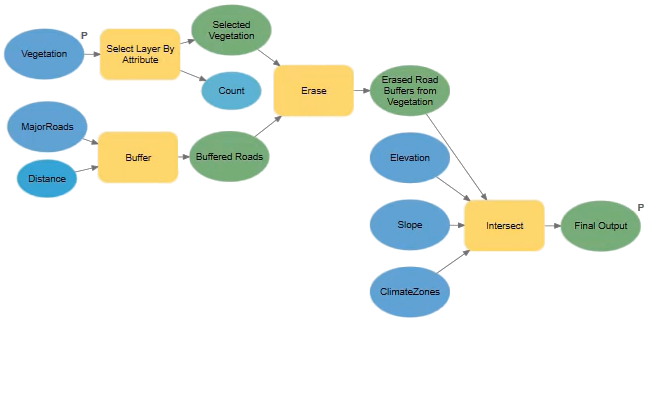 Vegetation
P
Select Layer By
Attribute
Selected
Vegetation
Count
MajorRoads
Distance
Buffer
Buffered Roads
Erase
Erased Road
Buffers from
Vegetation
Elevation
Slope
ClimateZones
Intersect
Final Output
P